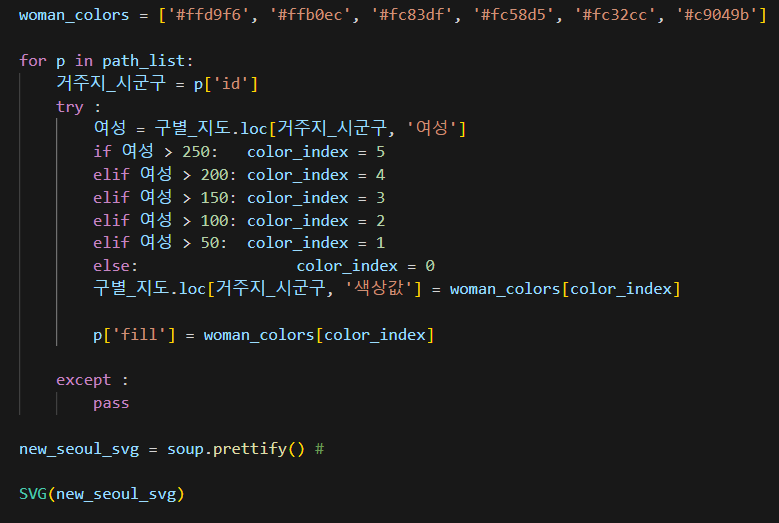 woman_colors = ['#ffd9f6', '#ffb0ec', '#fc83df', '#fc58d5', '#fc32cc', '#c9049b']
for p in path_list:
거주지_시군구 = p['id']
try :
여성 = 구별_지도.loc[거주지_시군구, '여성']
if 여성 > 250: color_index = 5
elif 여성 > 200: color_index = 4
elif 여성 > 150: color_index = 3
elif 여성 > 100: color_index = 2
elif 여성 > 50: color_index = 1
else: color_index = 0
구별_지도.loc[거주지_시군구, '색상값'] = woman_colors[color_index]
p['fill'] = woman_colors[color_index]
except :
pass
new_seoul_svg = soup.prettify() #
SVG(new_seoul_svg)